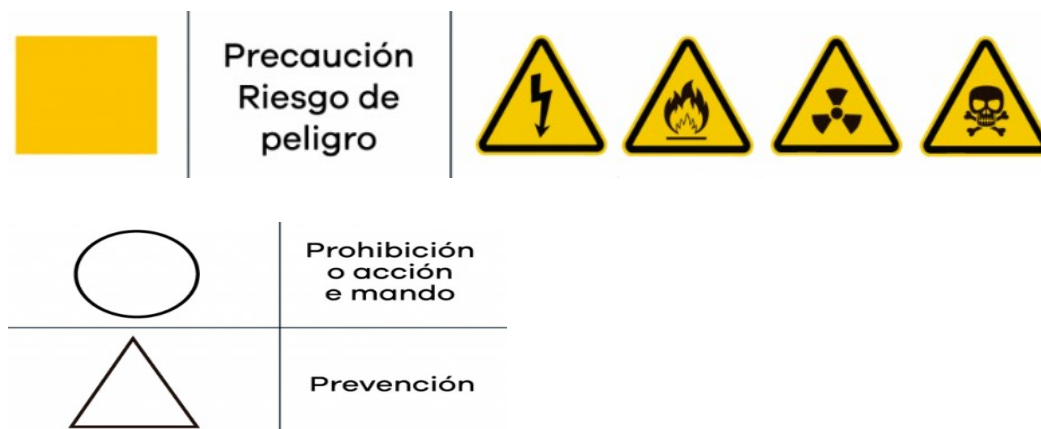 Precaución
Riesgo de
peligro
Prohibición
o acción
e mando
Prevención